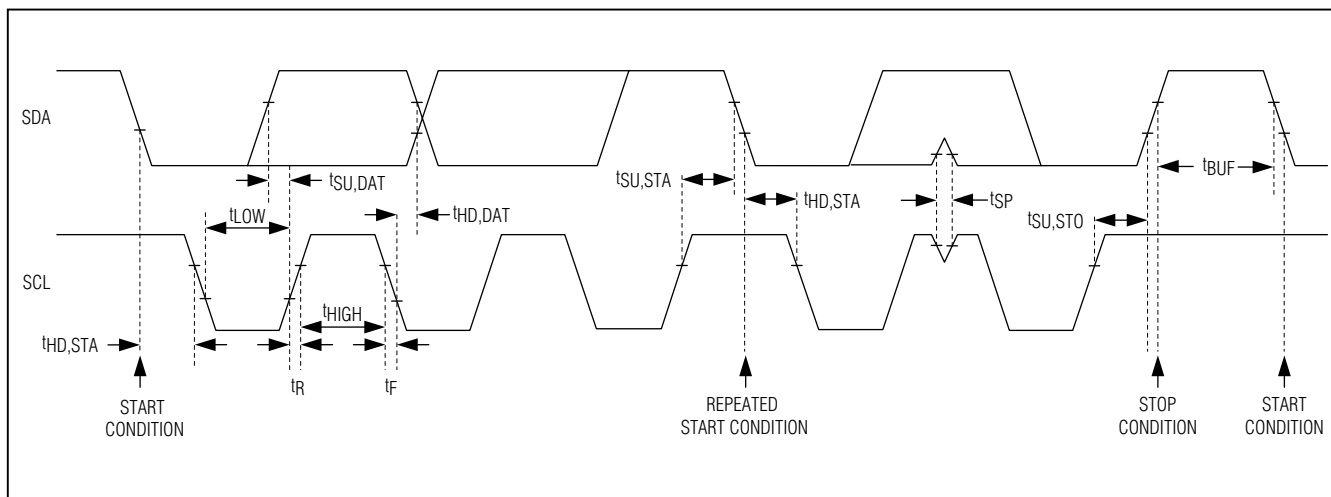 SDA
tSU,DAT
tSU,STA
tHD,STA
tSP
tBUF
tLOW
tHD,DAT
tSU,STO
SCL
tHIGH
tHD,STA
tR
tF
START
CONDITION
REPEATED
START CONDITION
STOP
CONDITION
START
CONDITION